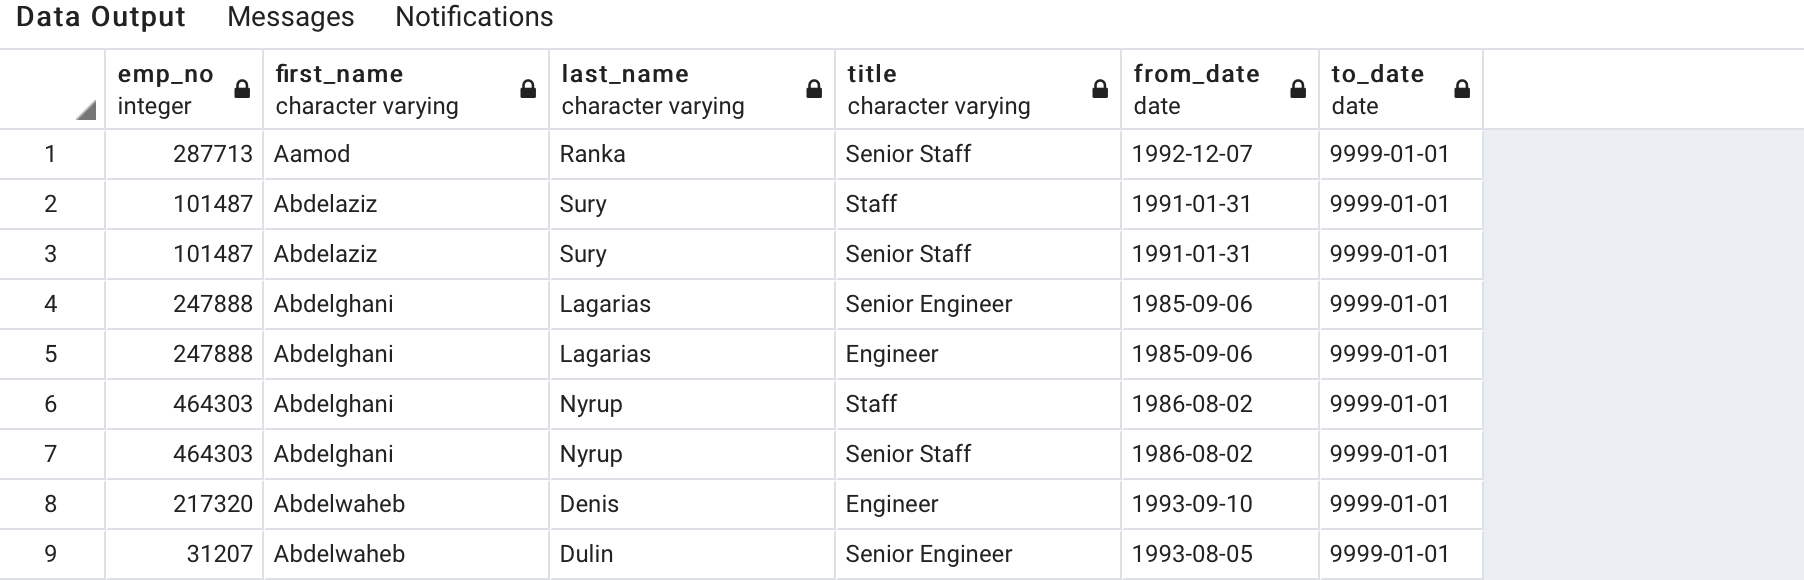 Data Output Messages Notifications
emp_no first_name last_name title from_date to_date
integer character varying character varying character varying date date
1 287713 Aamod Ranka Senior Staff 1992-12-07 9999-01-01
2 101487 Abdelaziz Sury Staff 1991-01-31 9999-01-01
3 101487 Abdelaziz Sury Senior Staff 1991-01-31 9999-01-01
4 247888 Abdelghani Lagarias Senior Engineer 1985-09-06 9999-01-01
5 247888 Abdelghani Lagarias Engineer 1985-09-06 9999-01-01
6 464303 Abdelghani Nyrup Staff 1986-08-02 9999-01-01
7 464303 Abdelghani Nyrup Senior Staff 1986-08-02 9999-01-01
8 217320 Abdelwaheb Denis Engineer 1993-09-10 9999-01-01
9 31207 Abdelwaheb Dulin Senior Engineer 1993-08-05 9999-01-01